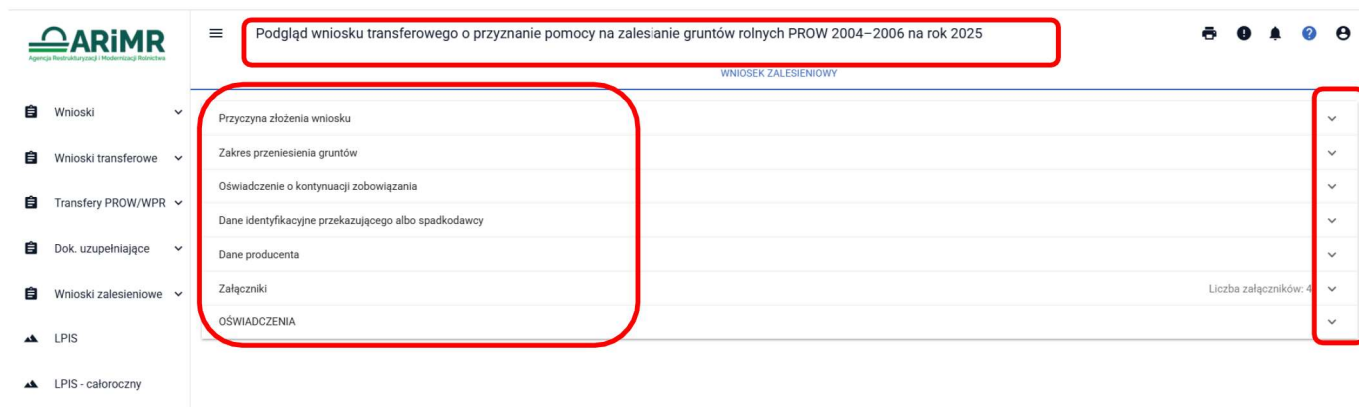 ARiMR
Agencja Restrukturyzacji i Modernizacji Rolnictwa
Podgląd wniosku transferowego o przyznanie pomocy na zalesianie gruntów rolnych PROW 2004–2006 na rok 2025
WNIOSEK ZALESIENIOWY
Wnioski
Wnioski transferowe
Transfery PROW/WPR
Dok. uzupełniające
Wnioski zalesieniowe
LPIS
LPIS - całoroczny
Przyczyna złożenia wniosku
Zakres przeniesienia gruntów
Oświadczenie o kontynuacji zobowiązania
Dane identyfikacyjne przekazującego albo spadkodawcy
Dane producenta
Załączniki Liczba załączników: 4
OŚWIADCZENIA